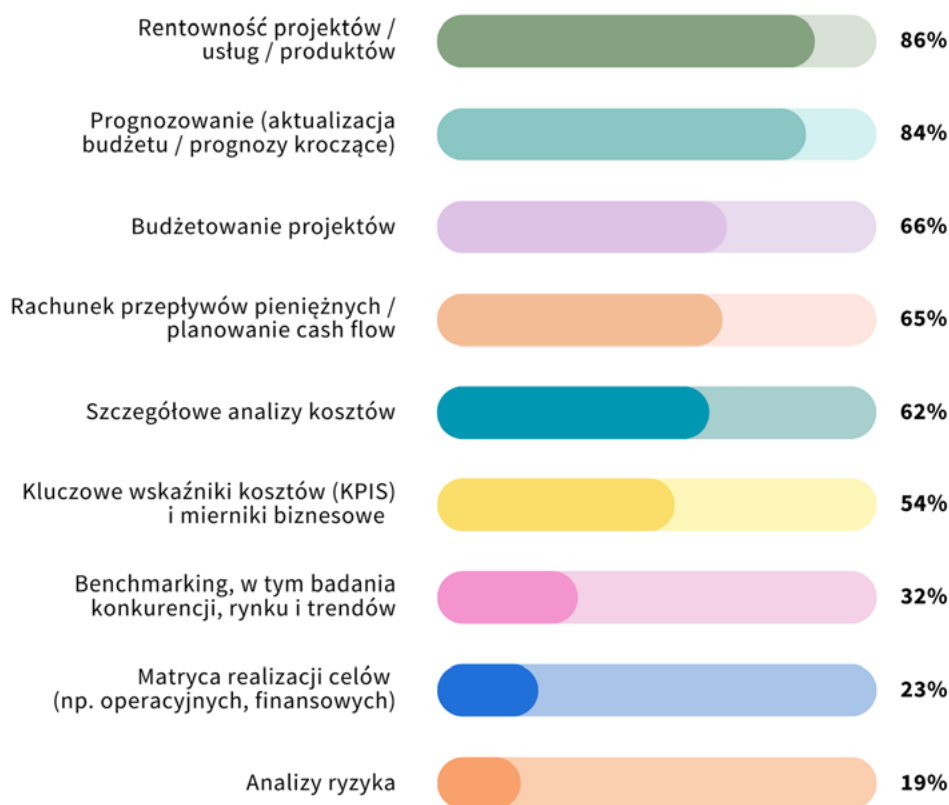 Rentowność projektów /
usług / produktów
86%
Prognozowanie (aktualizacja
budżetu / prognozy kroczące)
84%
Budżetowanie projektów
66%
Rachunek przepływów pieniężnych /
planowanie cash flow
65%
Szczegółowe analizy kosztów
62%
Kluczowe wskaźniki kosztów (KPIS)
i mierniki biznesowe
54%
Benchmarking, w tym badania
konkurencji, rynku i trendów
32%
Matryca realizacji celów
(np. operacyjnych, finansowych)
23%
Analizy ryzyka
19%